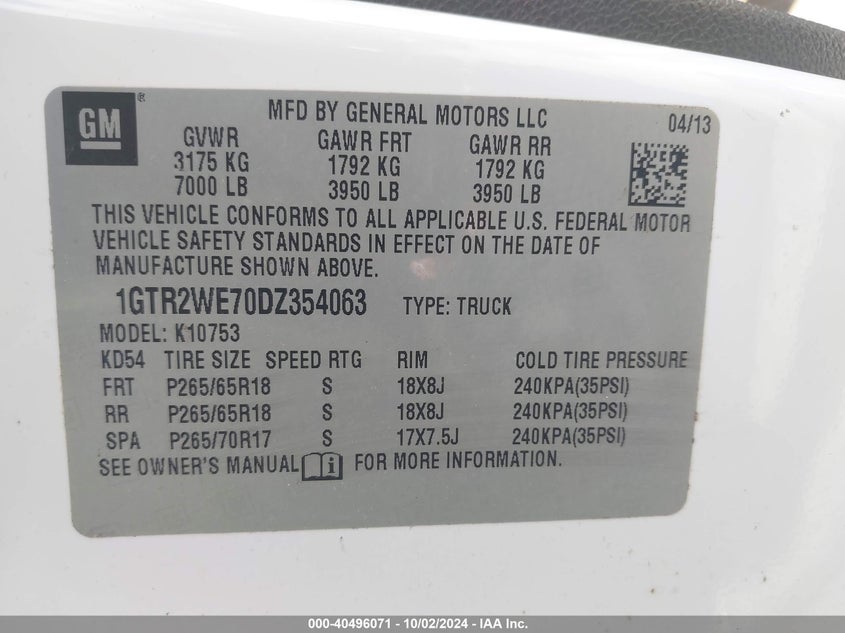 GM ®
MFD BY GENERAL MOTORS LLC 04/13
GVWR GAWR FRT GAWR RR
3175 KG 1792 KG 1792 KG
7000 LB 3950 LB 3950 LB
THIS VEHICLE CONFORMS TO ALL APPLICABLE U.S. FEDERAL MOTOR
VEHICLE SAFETY STANDARDS IN EFFECT ON THE DATE OF
MANUFACTURE SHOWN ABOVE.
1GTR2WE70DZ354063 TYPE: TRUCK
MODEL: K10753
KD54 TIRE SIZE SPEED RTG RIM COLD TIRE PRESSURE
FRT P265/65R18 S 18X8J 240KPA(35PSI)
RR P265/65R18 S 18X8J 240KPA(35PSI)
SPA P265/70R17 S 17X7.5J 240KPA(35PSI)
SEE OWNER'S MANUAL i FOR MORE INFORMATION.
000-40496071 - 10/02/2024 - IAA Inc.